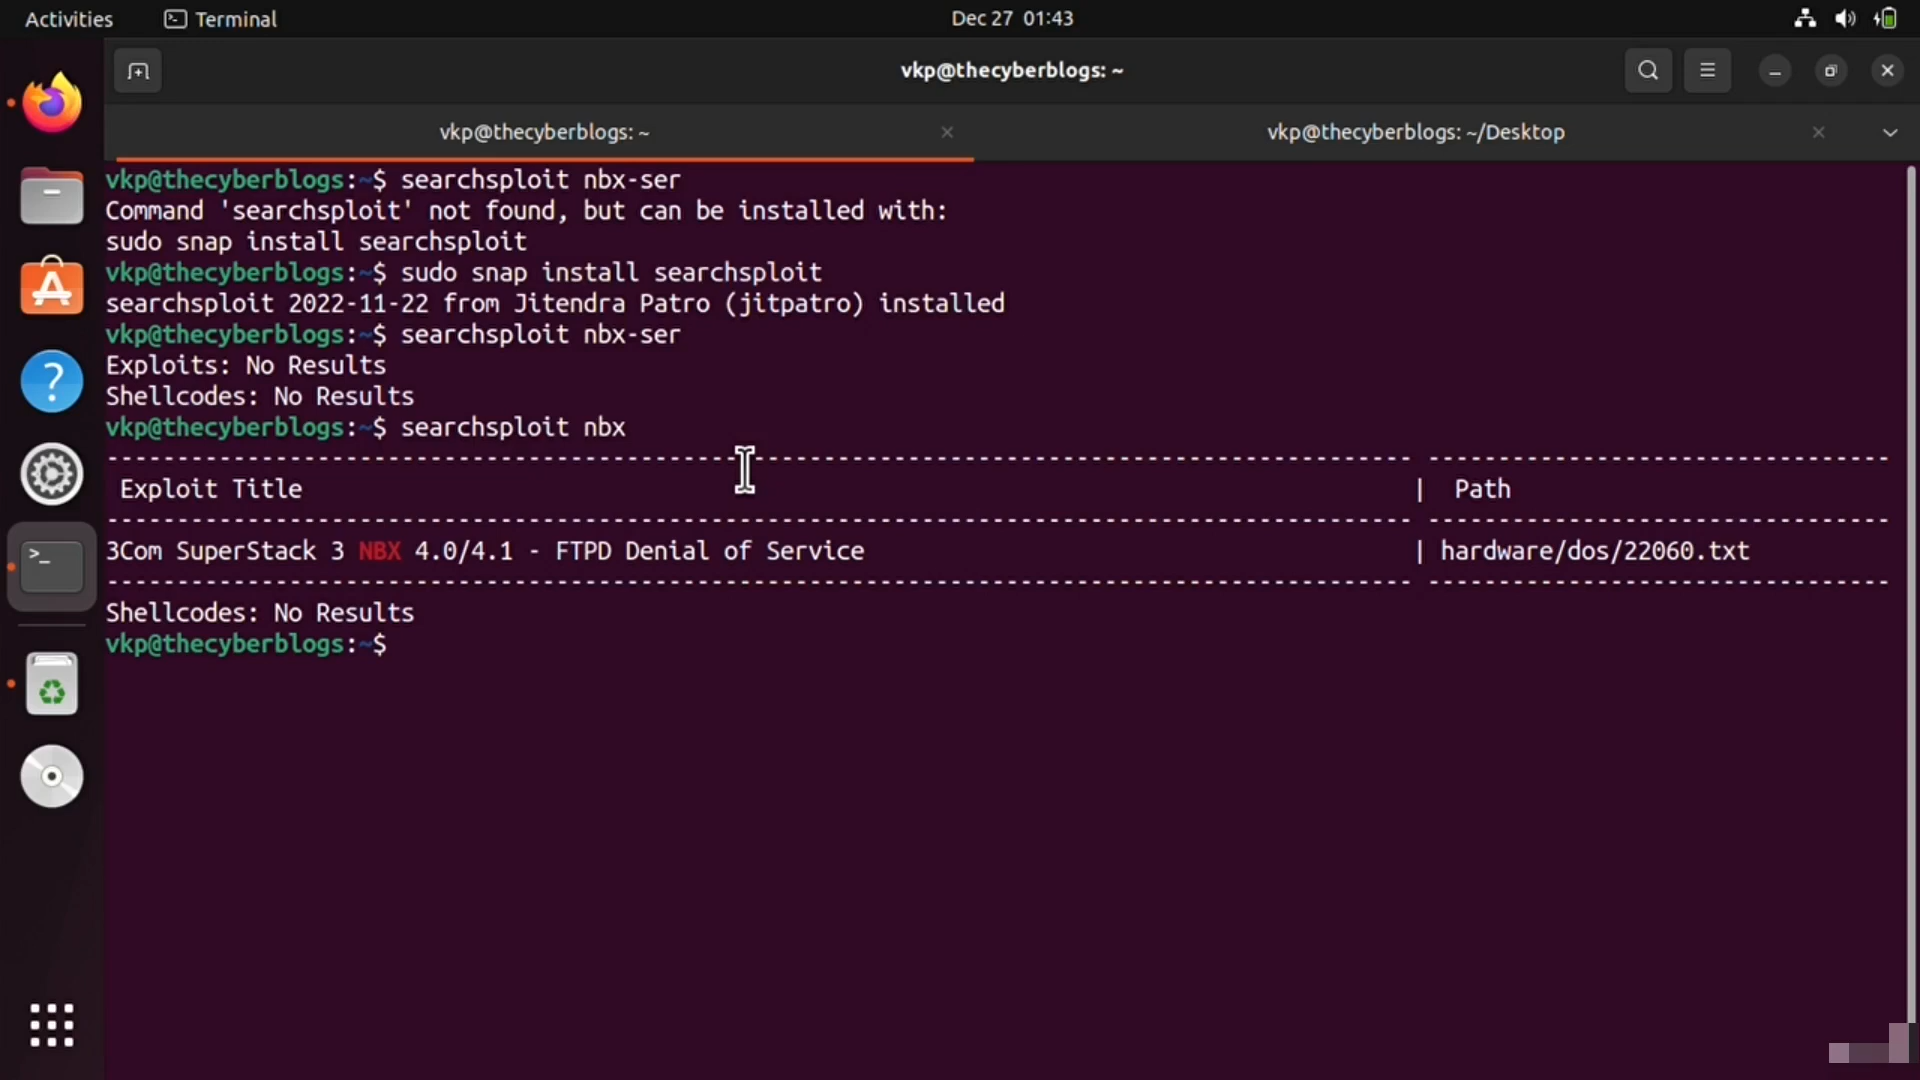 Activities Terminal Dec 27 01:43
vkp@thecyberblogs: ~
vkp@thecyberblogs: ~ vkp@thecyberblogs: ~/Desktop
vkp@thecyberblogs:~$ searchsploit nbx-ser
Command 'searchsploit' not found, but can be installed with:
sudo snap install searchsploit
vkp@thecyberblogs:~$ sudo snap install searchsploit
searchsploit 2022-11-22 from Jitendra Patro (jitpatro) installed
vkp@thecyberblogs:~$ searchsploit nbx-ser
Exploits: No Results
Shellcodes: No Results
vkp@thecyberblogs:~$ searchsploit nbx
Exploit Title | Path
3Com SuperStack 3 NBX 4.0/4.1 - FTPD Denial of Service | hardware/dos/22060.txt
Shellcodes: No Results
vkp@thecyberblogs:~$